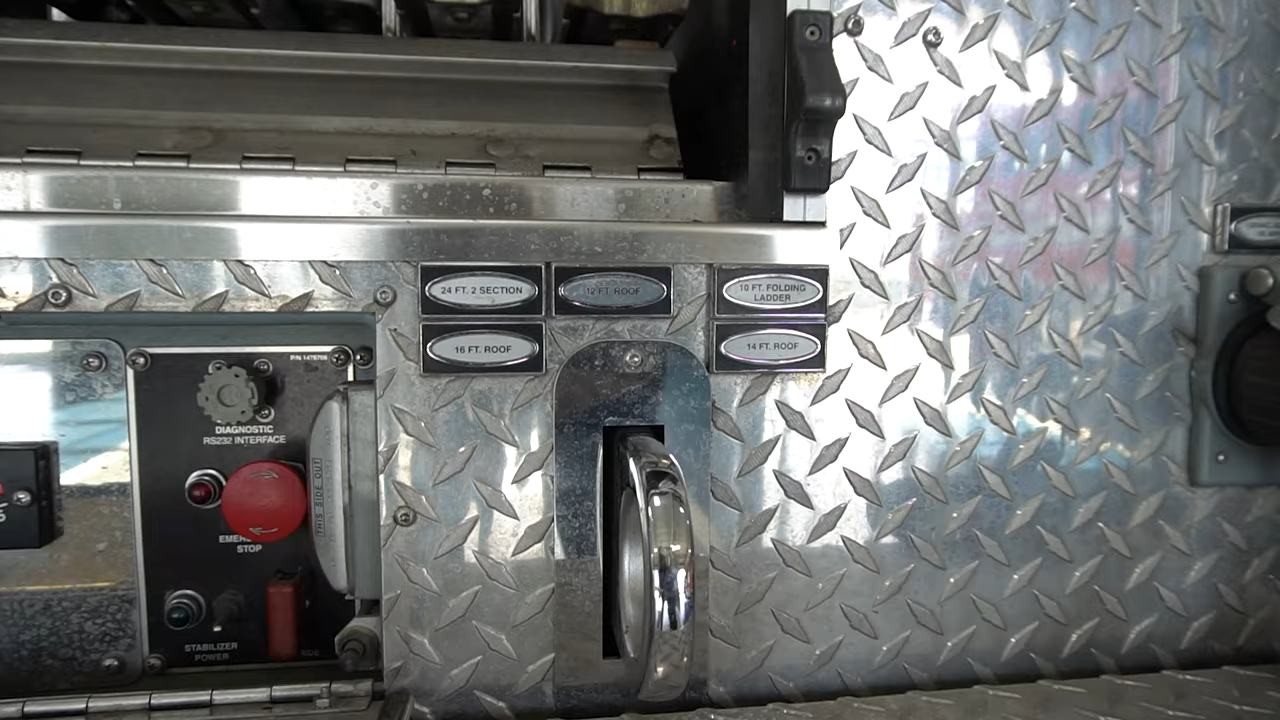 24 FT. 2 SECTION
12 FT. ROOF
10 FT. FOLDING
LADDER
16 FT. ROOF
14 FT. ROOF
P/N 1475706
DIAGNOSTIC
RS232 INTERFACE
THIS SIDE OUT
STOP
STABILIZER
POWER